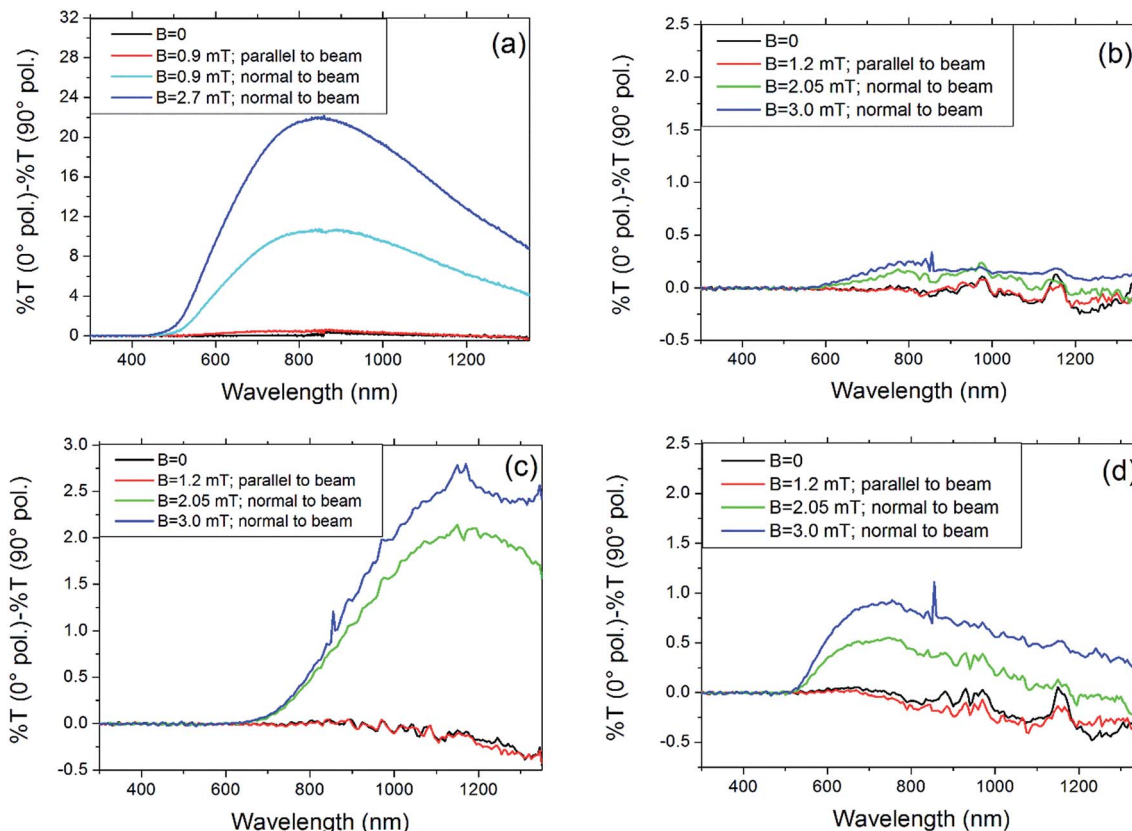 (a)
B=0
B=0.9 mT; parallel to beam
B=0.9 mT; normal to beam
B=2.7 mT; normal to beam
%T (0° pol.)-%T (90° pol.)
32
28
24
20
16
12
8
4
0
400 600 800 1000 1200
Wavelength (nm)
(b)
B=0
B=1.2 mT; parallel to beam
B=2.05 mT; normal to beam
B=3.0 mT; normal to beam
%T (0° pol.)-%T (90° pol.)
2.5
2.0
1.5
1.0
0.5
0.0
-0.5
400 600 800 1000 1200
Wavelength (nm)
(c)
B=0
B=1.2 mT; parallel to beam
B=2.05 mT; normal to beam
B=3.0 mT; normal to beam
%T (0° pol.)-%T (90° pol.)
3.0
2.5
2.0
1.5
1.0
0.5
0.0
-0.5
400 600 800 1000 1200
Wavelength (nm)
(d)
B=0
B=1.2 mT; parallel to beam
B=2.05 mT; normal to beam
B=3.0 mT; normal to beam
%T (0° pol.)-%T (90° pol.)
2.5
2.0
1.5
1.0
0.5
0.0
-0.5
400 600 800 1000 1200
Wavelength (nm)